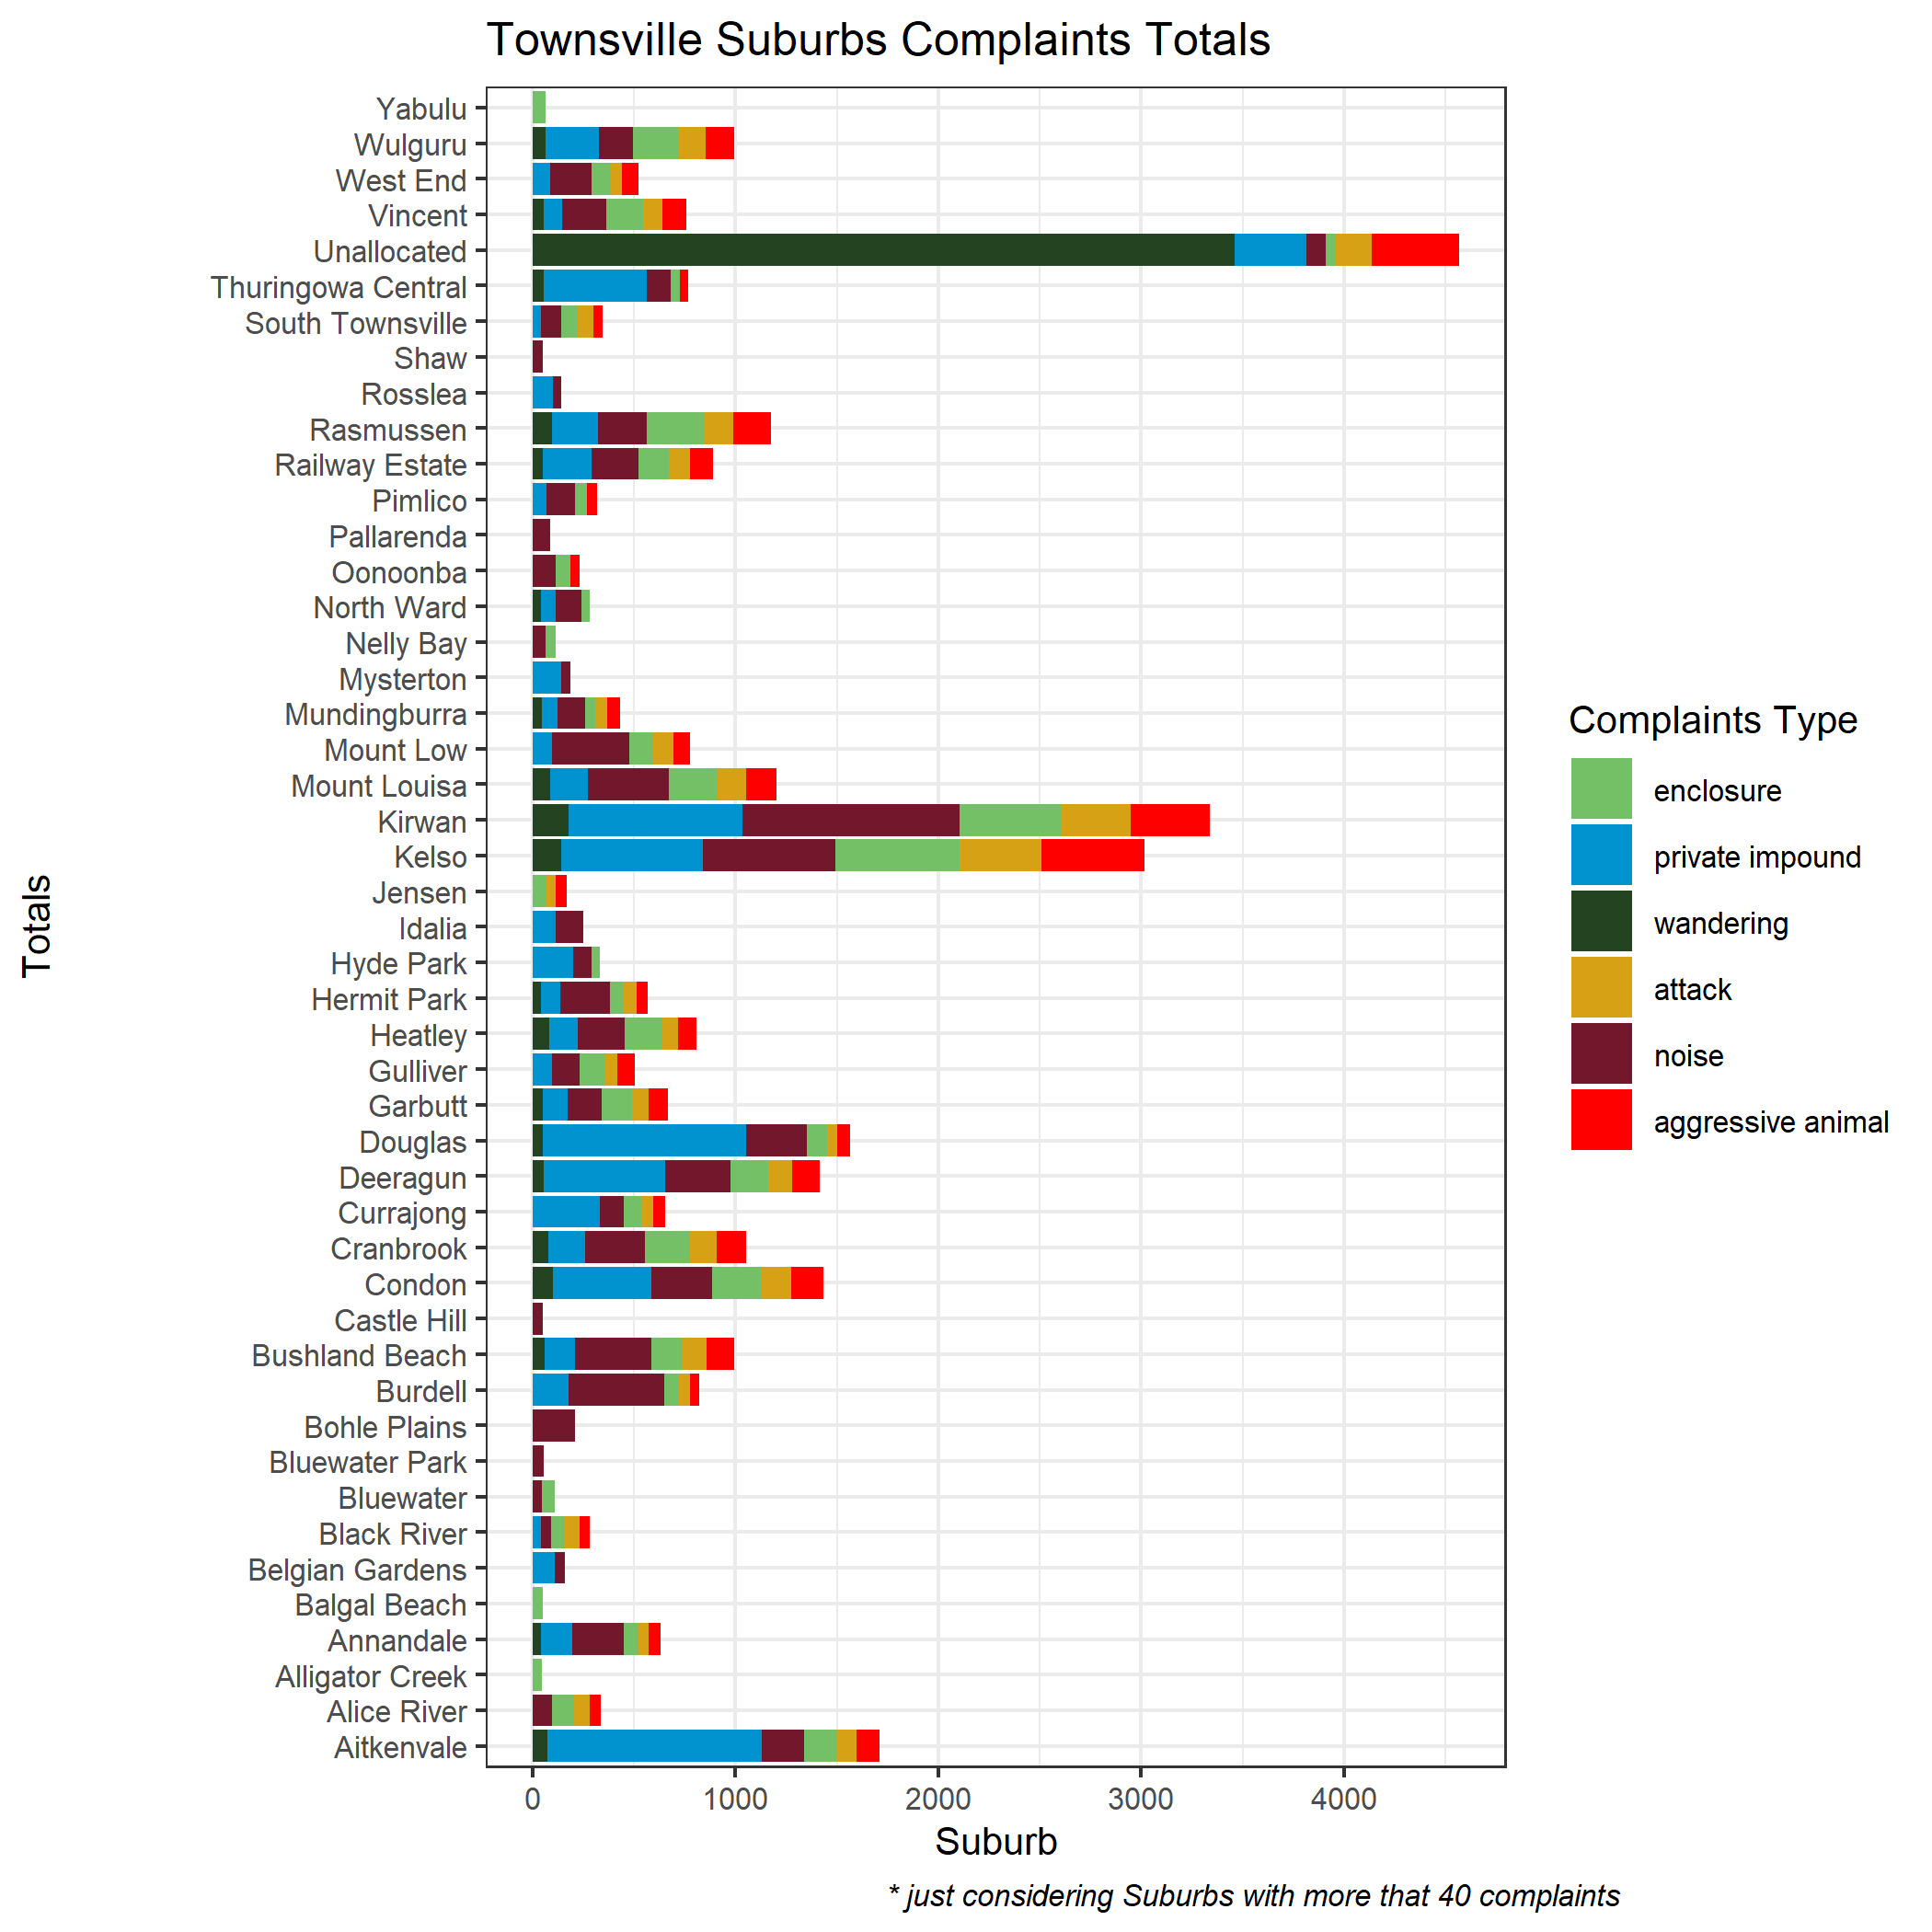 Townsville Suburbs Complaints Totals
Yabulu
Wulguru
West End
Vincent
Unallocated
Thuringowa Central
South Townsville
Shaw
Rosslea
Rasmussen
Railway Estate
Pimlico
Pallarenda
Oonoonba
North Ward
Nelly Bay
Mysterton
Mundingburra
Mount Low
Mount Louisa
Kirwan
Kelso
Jensen
Idalia
Hyde Park
Hermit Park
Heatley
Gulliver
Garbutt
Douglas
Deeragun
Currajong
Cranbrook
Condon
Castle Hill
Bushland Beach
Burdell
Bohle Plains
Bluewater Park
Bluewater
Black River
Belgian Gardens
Balgal Beach
Annandale
Alligator Creek
Alice River
Aitkenvale
Totals
0 1000 2000 3000 4000
Suburb
* just considering Suburbs with more that 40 complaints
Complaints Type
enclosure
private impound
wandering
attack
noise
aggressive animal